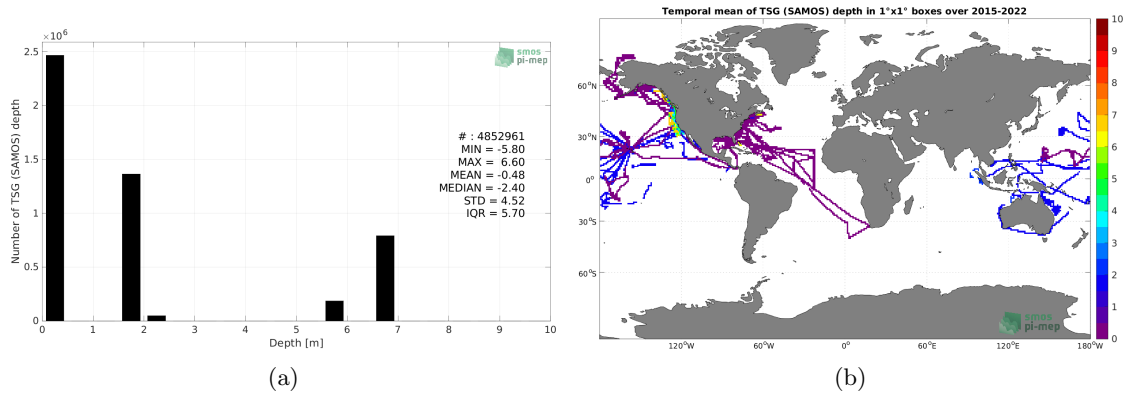 ×10⁶
2.5
2
1.5
1
0.5
0
0 1 2 3 4 5 6 7 8 9 10
Number of TSG (SAMOS) depth
Depth [m]
smos
pi-mep
# : 4852961
MIN = -5.80
MAX = 6.60
MEAN = -0.48
MEDIAN = -2.40
STD = 4.52
IQR = 5.70
(a)
Temporal mean of TSG (SAMOS) depth in 1°x1° boxes over 2015-2022
60°N
30°N
0°
30°S
60°S
120°W 60°W 0° 60°E 120°E 180°W
smos
pi-mep
10
9
8
7
6
5
4
3
2
1
0
(b)